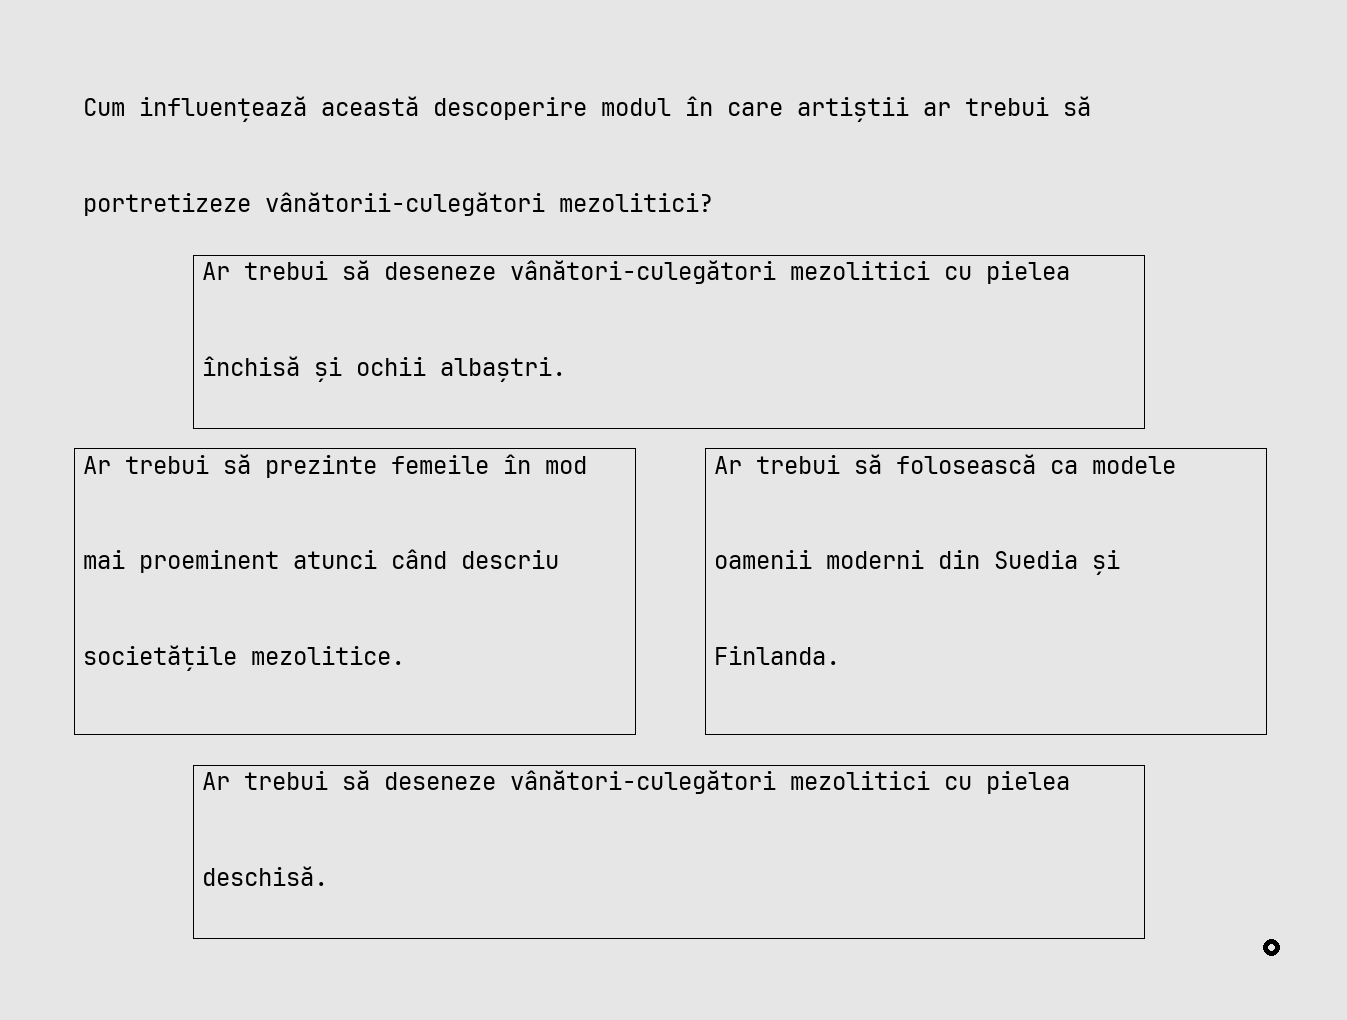 Cum influențează această descoperire modul în care artiștii ar trebui să
portretizeze vânătorii-culegători mezolitici?
Ar trebui să deseneze vânători-culegători mezolitici cu pielea
închisă și ochii albaștri.
Ar trebui să prezinte femeile în mod
mai proeminent atunci când descriu
societățile mezolitice.
Ar trebui să folosească ca modele
oamenii moderni din Suedia și
Finlanda.
Ar trebui să deseneze vânători-culegători mezolitici cu pielea
deschisă.